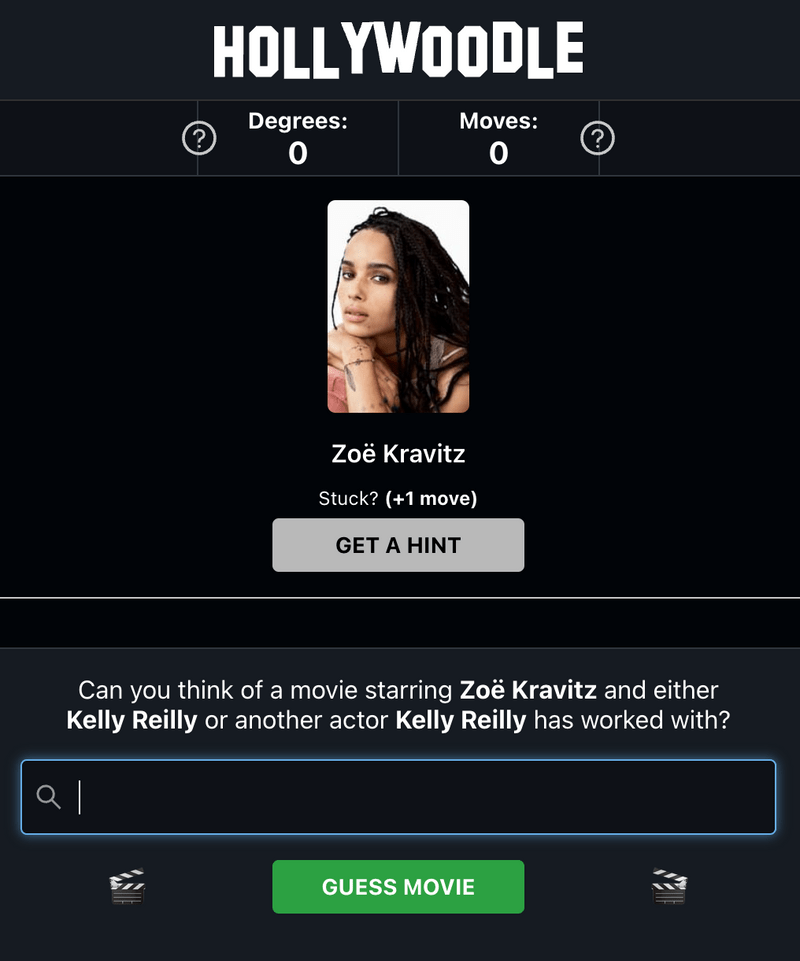 HOLLYWOODLE
? Degrees: Moves: ?
0 0
Zoë Kravitz
Stuck? (+1 move)
GET A HINT
Can you think of a movie starring Zoë Kravitz and either
Kelly Reilly or another actor Kelly Reilly has worked with?
GUESS MOVIE